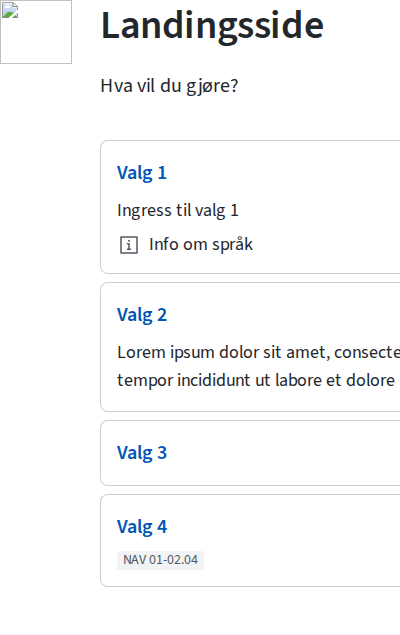 Landingsside
Hva vil du gjøre?
Valg 1
Ingress til valg 1
Info om språk
Valg 2
Lorem ipsum dolor sit amet, consecte
tempor incididunt ut labore et dolore
Valg 3
Valg 4
NAV 01-02.04